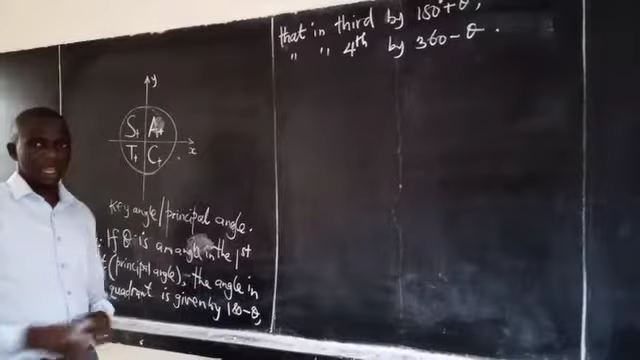 y
S+ A+
T+ C+
x
Key angle/principal angle.
If θ is an angle in the 1st
(principal angle), the angle in
quadrant is given by 180-θ,
that in third by 180°+θ,
" " 4th by 360-θ.